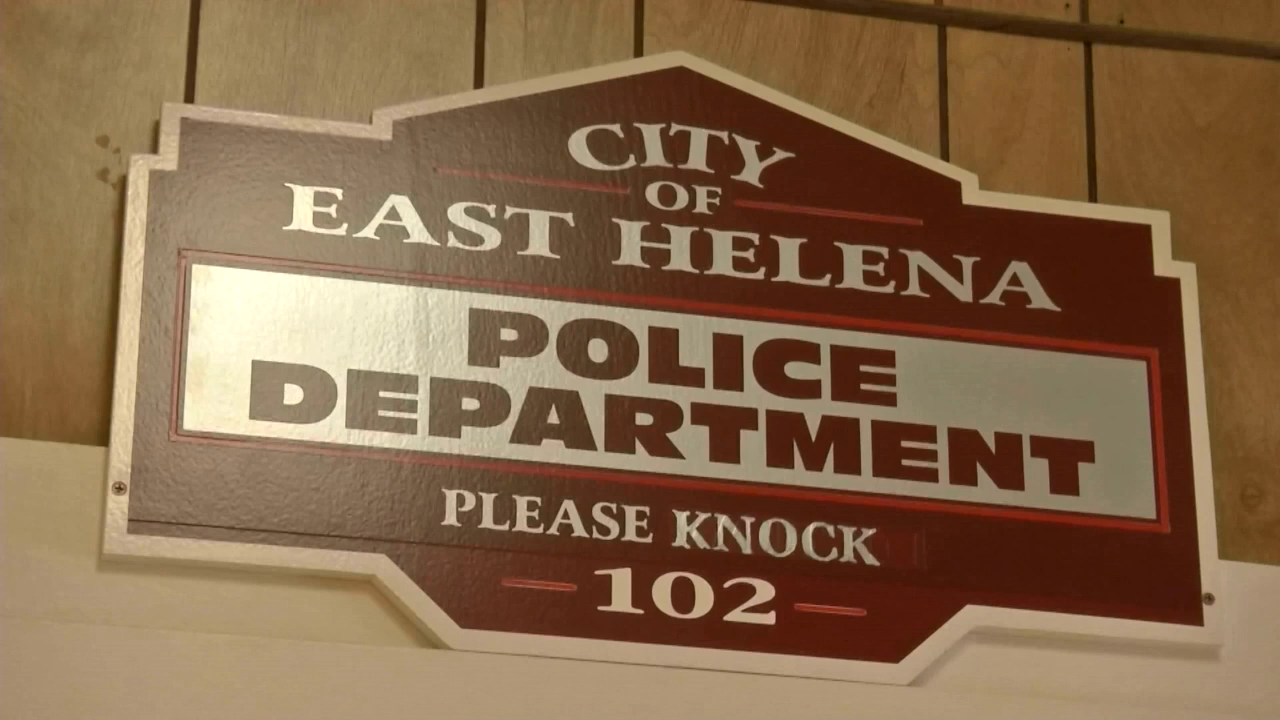 CITY
OF
EAST HELENA
POLICE
DEPARTMENT
PLEASE KNOCK
102